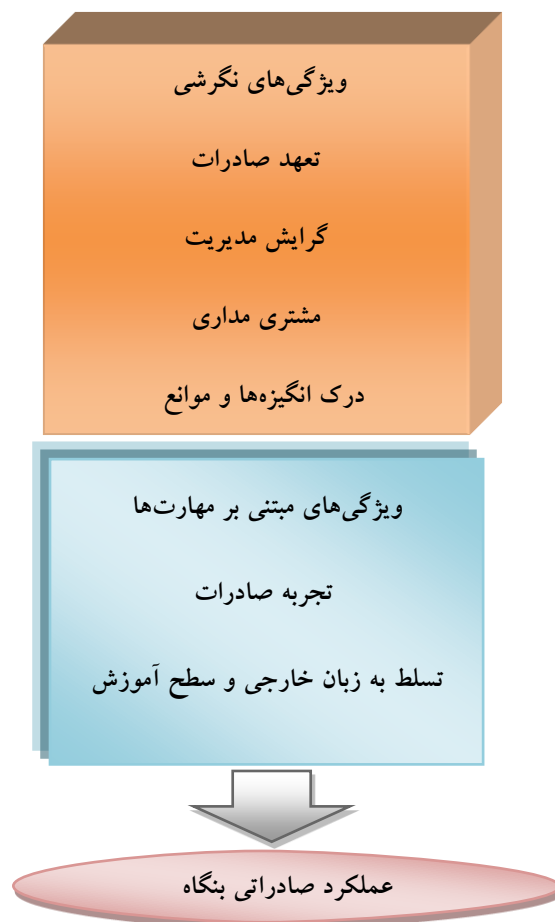 ویژگی‌های نگرشی
تعهد صادرات
گرایش مدیریت
مشتری مداری
درک انگیزه‌ها و موانع
ویژگی‌های مبتنی بر مهارت‌ها
تجربه صادرات
تسلط به زبان خارجی و سطح آموزش
عملکرد صادراتی بنگاه